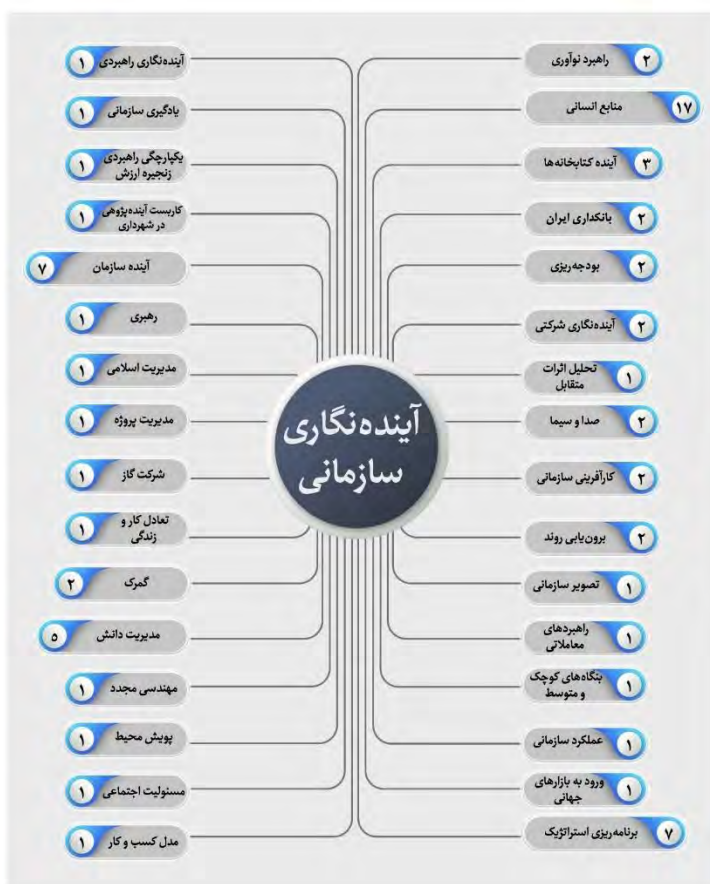 راهبرد نوآوری ۲
منابع انسانی ۱۷
آینده کتابخانه‌ها ۳
بانکداری ایران ۲
بودجه‌ریزی ۲
آینده‌نگاری شرکتی ۲
تحلیل اثرات
متقابل ۱
صدا و سیما ۲
کارآفرینی سازمانی ۲
برون‌یابی روند ۲
تصویر سازمانی ۱
راهبردهای
معاملاتی ۱
بنگاه‌های کوچک
و متوسط ۱
عملکرد سازمانی ۱
ورود به بازارهای
جهانی ۱
برنامه‌ریزی استراتژیک ۷
آینده‌نگاری
سازمانی
آینده‌نگاری راهبردی ۱
یادگیری سازمانی ۱
یکپارچگی راهبردی
زنجیره ارزش ۱
کاربست آینده‌پژوهی
در شهرداری ۱
آینده سازمان ۷
رهبری ۱
مدیریت اسلامی ۱
مدیریت پروژه ۱
شرکت گاز ۱
تعادل کار و
زندگی ۱
گمرک ۲
مدیریت دانش ۵
مهندسی مجدد ۱
پویش محیط ۱
مسئولیت اجتماعی ۱
مدل کسب و کار ۱